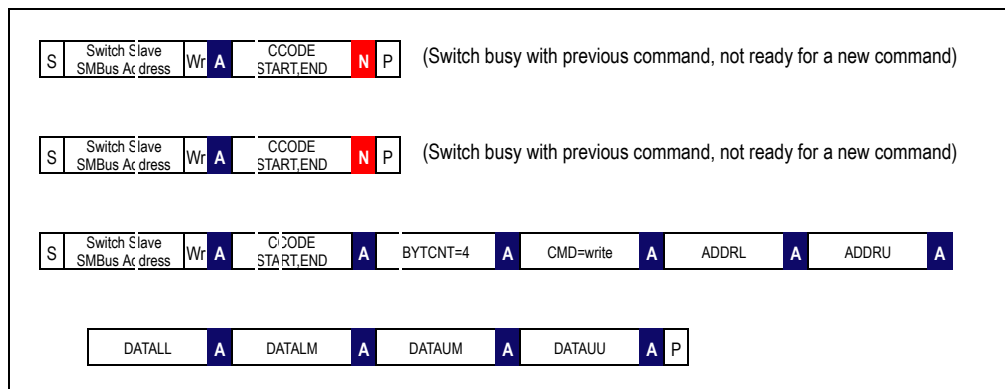 S Switch Slave SMBus Address Wr A CCODE START,END N P (Switch busy with previous command, not ready for a new command)
S Switch Slave SMBus Address Wr A CCODE START,END N P (Switch busy with previous command, not ready for a new command)
S Switch Slave SMBus Address Wr A CCODE START,END A BYTCNT=4 A CMD=write A ADDRL A ADDRU A
DATALL A DATALM A DATAUM A DATAUU A P